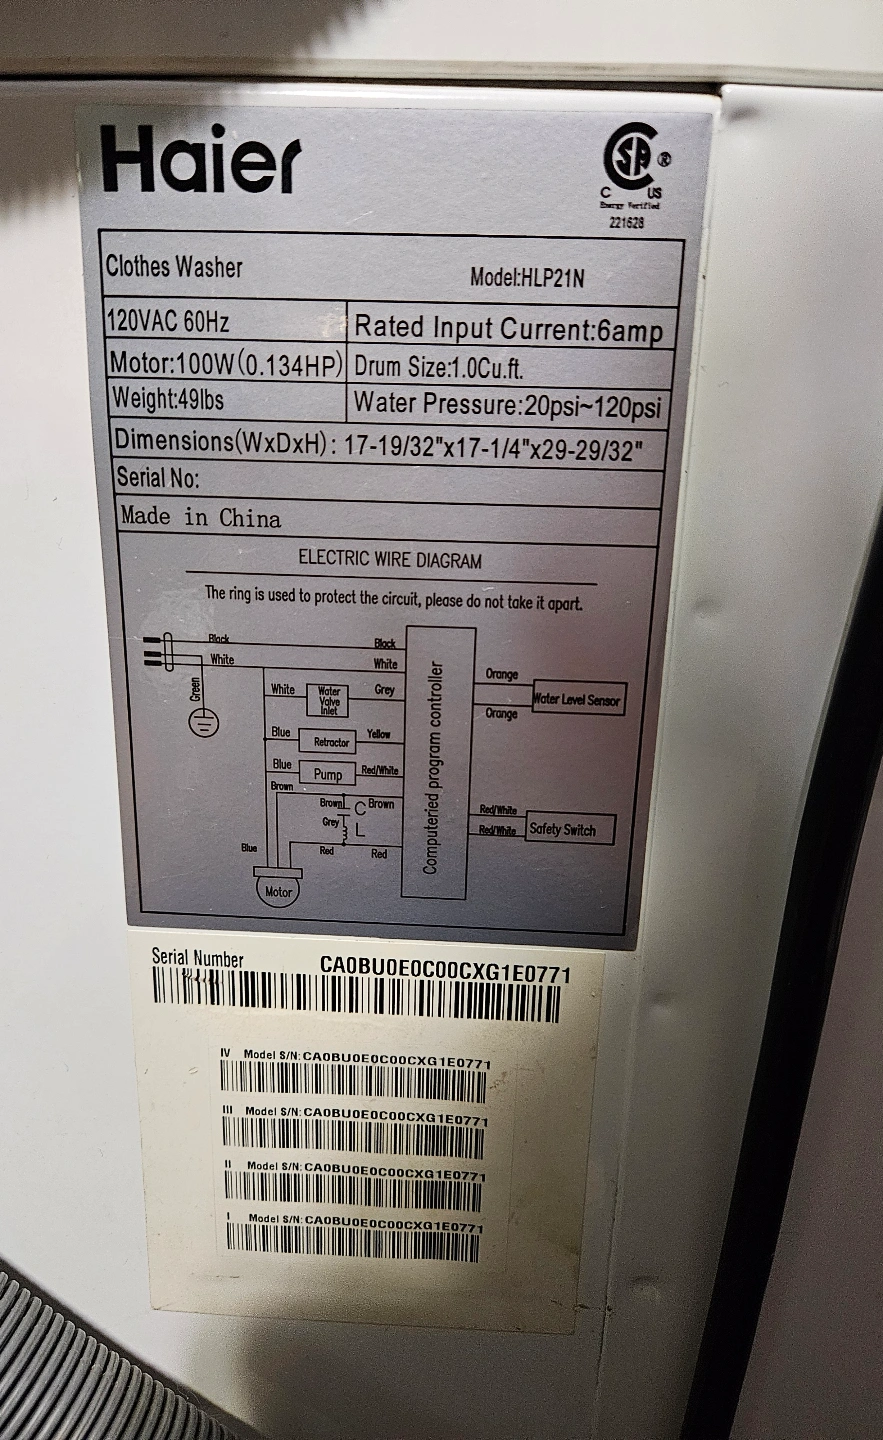 Haier
CSA®
C US
Energy Verified
221628
Clothes Washer Model:HLP21N
120VAC 60Hz Rated Input Current:6amp
Motor:100W(0.134HP) Drum Size:1.0Cu.ft.
Weight:49lbs Water Pressure:20psi~120psi
Dimensions(WxDxH): 17-19/32"x17-1/4"x29-29/32"
Serial No:
Made in China
ELECTRIC WIRE DIAGRAM
The ring is used to protect the circuit, please do not take it apart.
Black Black
White White
Green
White Water Valve Inlet Grey
Blue Retractor Yellow
Blue Pump Red/White
Brown
Brown C Brown
Grey L
Blue Red Red
Motor
Computeried program controller
Orange
Water Level Sensor
Orange
Red/White
Red/White Safety Switch
Serial Number CA0BU0E0C00CXG1E0771
IV Model S/N:CA0BU0E0C00CXG1E0771
III Model S/N:CA0BU0E0C00CXG1E0771
II Model S/N:CA0BU0E0C00CXG1E0771
I Model S/N:CA0BU0E0C00CXG1E0771